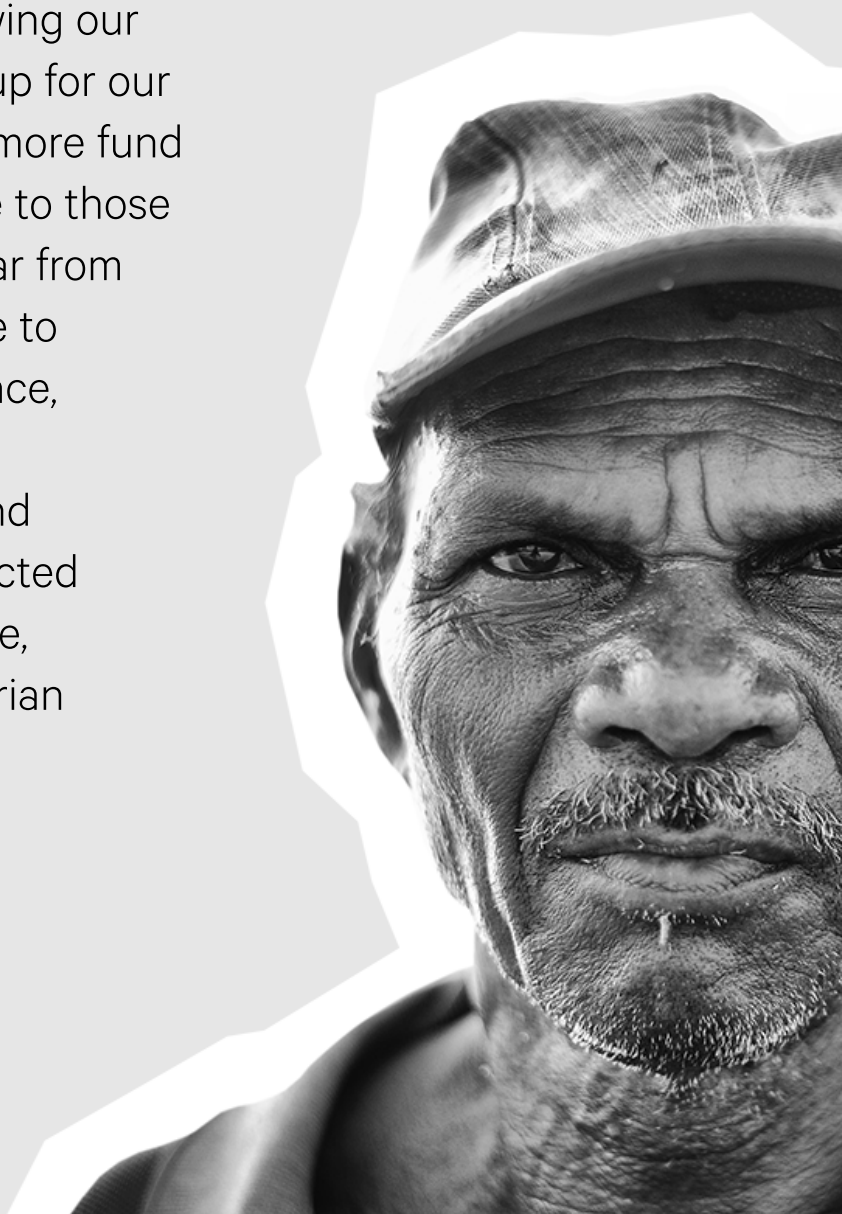 ving our
up for our
more fund
e to those
ar from
e to
nce,
nd
cted
e,
rian